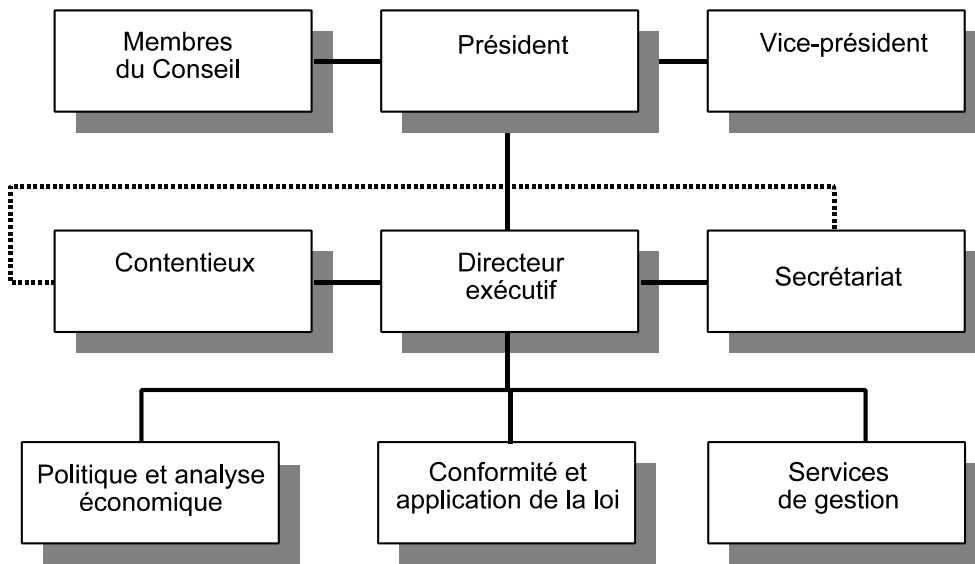 Membres
du Conseil
Président
Vice-président
Contentieux
Directeur
exécutif
Secrétariat
Politique et analyse
économique
Conformité et
application de la loi
Services
de gestion